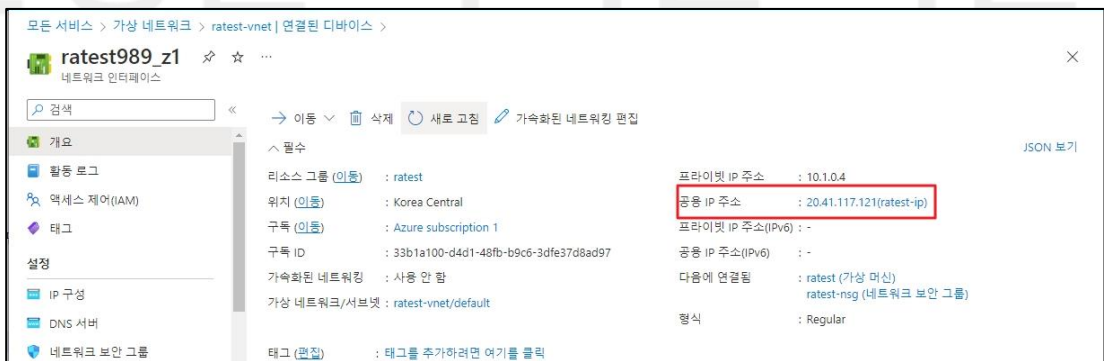 모든 서비스 > 가상 네트워크 > ratest-vnet | 연결된 디바이스 >
ratest989_z1
네트워크 인터페이스
검색
이동 삭제 새로 고침 가속화된 네트워킹 편집
개요
활동 로그
액세스 제어(IAM)
태그
설정
IP 구성
DNS 서버
네트워크 보안 그룹
필수
JSON 보기
리소스 그룹 (이동) : ratest
위치 (이동) : Korea Central
구독 (이동) : Azure subscription 1
구독 ID : 33b1a100-d4d1-48fb-b9c6-3dfe37d8ad97
가속화된 네트워킹 : 사용 안 함
가상 네트워크/서브넷 : ratest-vnet/default
프라이빗 IP 주소 : 10.1.0.4
공용 IP 주소 : 20.41.117.121(ratest-ip)
프라이빗 IP 주소(IPv6) : -
공용 IP 주소(IPv6) : -
다음에 연결됨 : ratest (가상 머신)
ratest-nsg (네트워크 보안 그룹)
형식 : Regular
태그 (편집) : 태그를 추가하려면 여기를 클릭